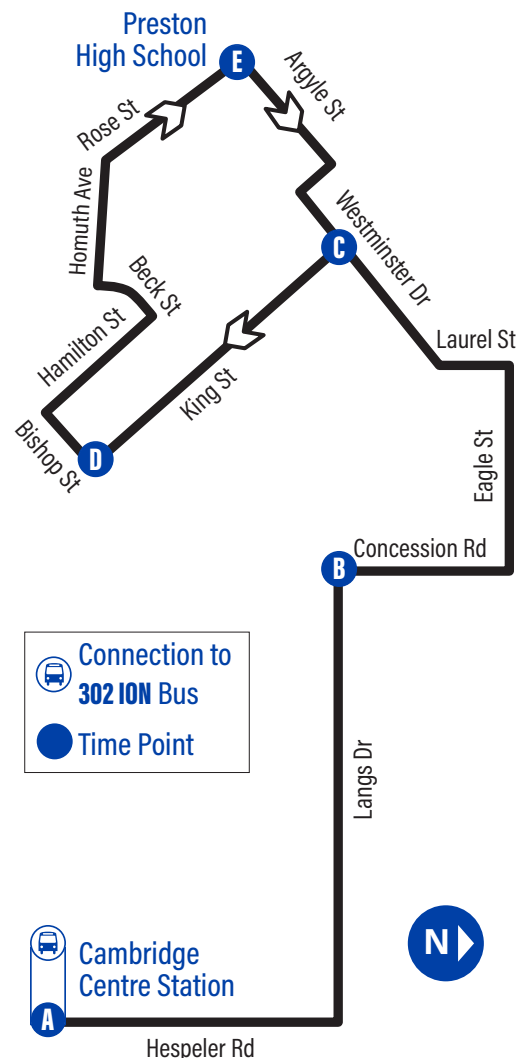 Preston
High School
E
Argyle St
Rose St
Homuth Ave
Westminster Dr
C
Beck St
Hamilton St
King St
Laurel St
Bishop St
D
Eagle St
B
Concession Rd
Connection to
302 ION Bus
Time Point
Langs Dr
N
Cambridge
Centre Station
A
Hespeler Rd